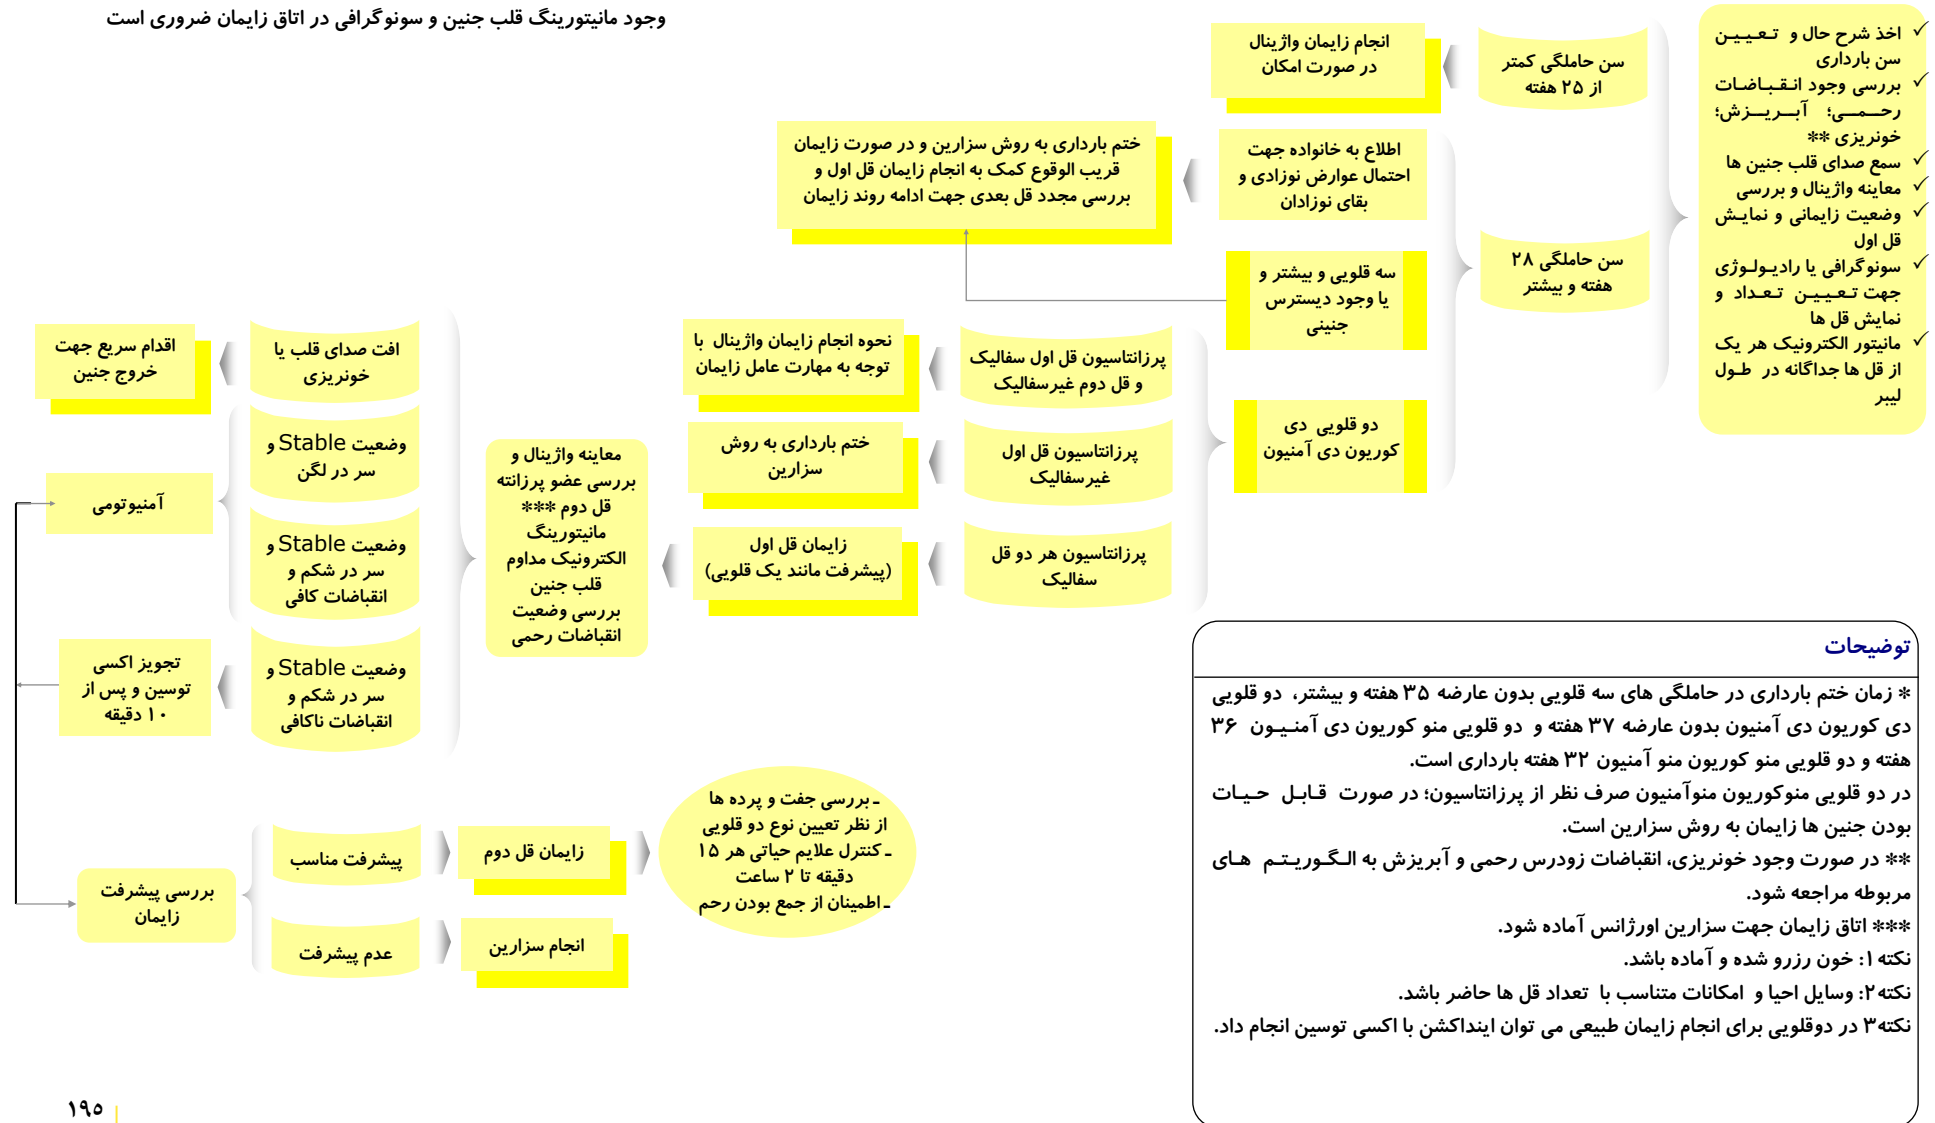 وجود مانیتورینگ قلب جنین و سونوگرافی در اتاق زایمان ضروری است
اخذ شرح حال و تعیین
سن بارداری
بررسی وجود انقباضات
رحمی؛ آبریزش؛
خونریزی **
سمع صدای قلب جنین ها
معاینه واژینال و بررسی
وضعیت زایمانی و نمایش
قل اول
سونوگرافی یا رادیولوژی
جهت تعیین تعداد و
نمایش قل ها
مانیتور الکترونیک هر یک
از قل ها جداگانه در طول
لیبر
سن حاملگی کمتر
از ۲۵ هفته
انجام زایمان واژینال
در صورت امکان
سن حاملگی ۲۸
هفته و بیشتر
اطلاع به خانواده جهت
احتمال عوارض نوزادی و
بقای نوزادان
ختم بارداری به روش سزارین و در صورت زایمان
قریب الوقوع کمک به انجام زایمان قل اول و
بررسی مجدد قل بعدی جهت ادامه روند زایمان
سه قلویی و بیشتر و
یا وجود دیسترس
جنینی
دو قلویی دی
کوریون دی آمنیون
پرزانتاسیون قل اول سفالیک
و قل دوم غیرسفالیک
نحوه انجام زایمان واژینال با
توجه به مهارت عامل زایمان
پرزانتاسیون قل اول
غیرسفالیک
ختم بارداری به روش
سزارین
پرزانتاسیون هر دو قل
سفالیک
زایمان قل اول
(پیشرفت مانند یک قلویی)
معاینه واژینال و
بررسی عضو پرزانته
قل دوم ***
مانیتورینگ
الکترونیک مداوم
قلب جنین
بررسی وضعیت
انقباضات رحمی
افت صدای قلب یا
خونریزی
اقدام سریع جهت
خروج جنین
وضعیت Stable و
سر در لگن
وضعیت Stable و
سر در شکم و
انقباضات کافی
آمنیوتومی
وضعیت Stable و
سر در شکم و
انقباضات ناکافی
تجویز اکسی
توسین و پس از
۱۰ دقیقه
بررسی پیشرفت
زایمان
پیشرفت مناسب
زایمان قل دوم
ـ بررسی جفت و پرده ها
از نظر تعیین نوع دو قلویی
ـ کنترل علایم حیاتی هر ۱۵
دقیقه تا ۲ ساعت
ـ اطمینان از جمع بودن رحم
عدم پیشرفت
انجام سزارین
توضیحات
* زمان ختم بارداری در حاملگی های سه قلویی بدون عارضه ۳۵ هفته و بیشتر، دو قلویی
دی کوریون دی آمنیون بدون عارضه ۳۷ هفته و دو قلویی منو کوریون دی آمنیون ۳۶
هفته و دو قلویی منو کوریون منو آمنیون ۳۲ هفته بارداری است.
در دو قلویی منوکوریون منوآمنیون صرف نظر از پرزانتاسیون؛ در صورت قابل حیات
بودن جنین ها زایمان به روش سزارین است.
** در صورت وجود خونریزی، انقباضات زودرس رحمی و آبریزش به الگوریتم های
مربوطه مراجعه شود.
*** اتاق زایمان جهت سزارین اورژانس آماده شود.
نکته۱: خون رزرو شده و آماده باشد.
نکته۲: وسایل احیا و امکانات متناسب با تعداد قل ها حاضر باشد.
نکته۳ در دوقلویی برای انجام زایمان طبیعی می توان اینداکشن با اکسی توسین انجام داد.
۱۹۵